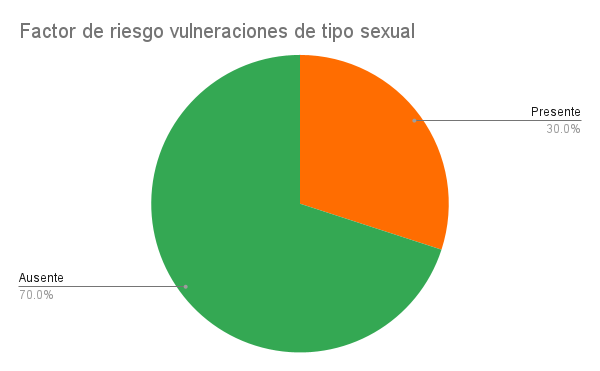 Factor de riesgo vulneraciones de tipo sexual
Presente
30.0%
Ausente
70.0%